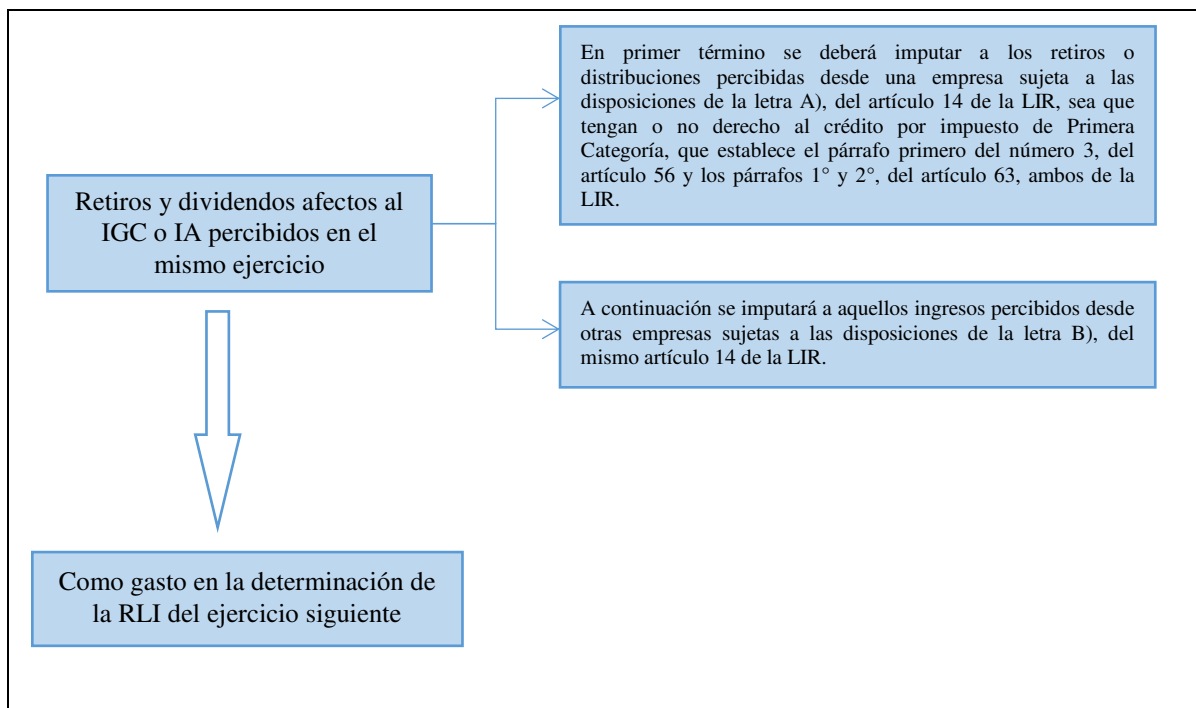 En primer término se deberá imputar a los retiros o
distribuciones percibidas desde una empresa sujeta a las
disposiciones de la letra A), del artículo 14 de la LIR, sea que
tengan o no derecho al crédito por impuesto de Primera
Categoría, que establece el párrafo primero del número 3, del
artículo 56 y los párrafos 1° y 2°, del artículo 63, ambos de la
LIR.
Retiros y dividendos afectos al
IGC o IA percibidos en el
mismo ejercicio
A continuación se imputará a aquellos ingresos percibidos desde
otras empresas sujetas a las disposiciones de la letra B), del
mismo artículo 14 de la LIR.
Como gasto en la determinación de
la RLI del ejercicio siguiente